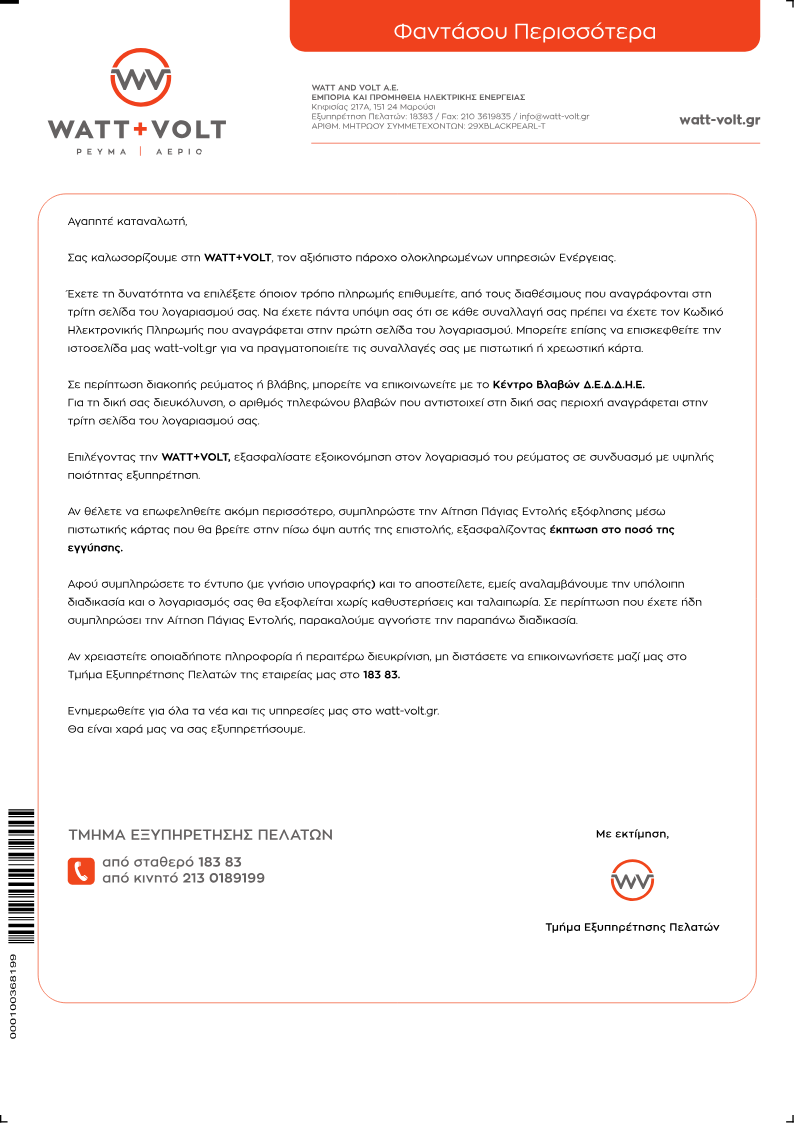 Φαντάσου Περισσότερα
WATT+VOLT
ΡΕΥΜΑ | ΑΕΡΙΟ
WATT AND VOLT Α.Ε.
ΕΜΠΟΡΙΑ ΚΑΙ ΠΡΟΜΗΘΕΙΑ ΗΛΕΚΤΡΙΚΗΣ ΕΝΕΡΓΕΙΑΣ
Κηφισίας 217Α, 151 24 Μαρούσι
Εξυπηρέτηση Πελατών: 18383 / Fax: 210 3619835 / info@watt-volt.gr
ΑΡΙΘΜ. ΜΗΤΡΩΟΥ ΣΥΜΜΕΤΕΧΟΝΤΩΝ: 29XBLACKPEARL-T
watt-volt.gr
Αγαπητέ καταναλωτή,
Σας καλωσορίζουμε στη WATT+VOLT, τον αξιόπιστο πάροχο ολοκληρωμένων υπηρεσιών Ενέργειας.
Έχετε τη δυνατότητα να επιλέξετε όποιον τρόπο πληρωμής επιθυμείτε, από τους διαθέσιμους που αναγράφονται στη
τρίτη σελίδα του λογαριασμού σας. Να έχετε πάντα υπόψη σας ότι σε κάθε συναλλαγή σας πρέπει να έχετε τον Κωδικό
Ηλεκτρονικής Πληρωμής που αναγράφεται στην πρώτη σελίδα του λογαριασμού. Μπορείτε επίσης να επισκεφθείτε την
ιστοσελίδα μας watt-volt.gr για να πραγματοποιείτε τις συναλλαγές σας με πιστωτική ή χρεωστική κάρτα.
Σε περίπτωση διακοπής ρεύματος ή βλάβης, μπορείτε να επικοινωνείτε με το Κέντρο Βλαβών Δ.Ε.Δ.Δ.Η.Ε.
Για τη δική σας διευκόλυνση, ο αριθμός τηλεφώνου βλαβών που αντιστοιχεί στη δική σας περιοχή αναγράφεται στην
τρίτη σελίδα του λογαριασμού σας.
Επιλέγοντας την WATT+VOLT, εξασφαλίσατε εξοικονόμηση στον λογαριασμό του ρεύματος σε συνδυασμό με υψηλής
ποιότητας εξυπηρέτηση.
Αν θέλετε να επωφεληθείτε ακόμη περισσότερο, συμπληρώστε την Αίτηση Πάγιας Εντολής εξόφλησης μέσω
πιστωτικής κάρτας που θα βρείτε στην πίσω όψη αυτής της επιστολής, εξασφαλίζοντας έκπτωση στο ποσό της
εγγύησης.
Αφού συμπληρώσετε το έντυπο (με γνήσιο υπογραφής) και το αποστείλετε, εμείς αναλαμβάνουμε την υπόλοιπη
διαδικασία και ο λογαριασμός σας θα εξοφλείται χωρίς καθυστερήσεις και ταλαιπωρία. Σε περίπτωση που έχετε ήδη
συμπληρώσει την Αίτηση Πάγιας Εντολής, παρακαλούμε αγνοήστε την παραπάνω διαδικασία.
Αν χρειαστείτε οποιαδήποτε πληροφορία ή περαιτέρω διευκρίνιση, μη διστάσετε να επικοινωνήσετε μαζί μας στο
Τμήμα Εξυπηρέτησης Πελατών της εταιρείας μας στο 183 83.
Ενημερωθείτε για όλα τα νέα και τις υπηρεσίες μας στο watt-volt.gr.
Θα είναι χαρά μας να σας εξυπηρετήσουμε.
ΤΜΗΜΑ ΕΞΥΠΗΡΕΤΗΣΗΣ ΠΕΛΑΤΩΝ
από σταθερό 183 83
από κινητό 213 0189199
Με εκτίμηση,
WV
Τμήμα Εξυπηρέτησης Πελατών
000100368199